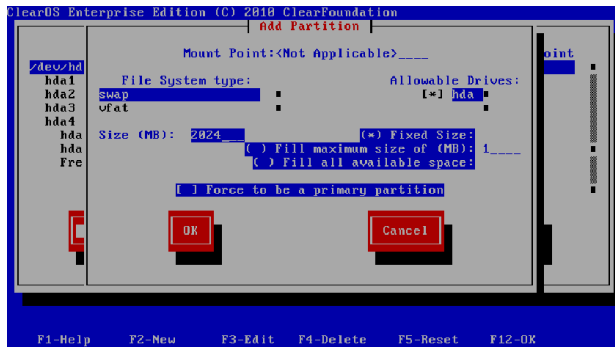 ClearOS Enterprise Edition (C) 2010 ClearFoundation
Add Partition
Mount Point:<Not Applicable>____ oint
/dev/hd
hda1 File System type: Allowable Drives:
hda2 swap [*] hda
hda3 vfat
hda4
hda Size (MB): 2024___ (*) Fixed Size:
hda ( ) Fill maximum size of (MB): 1____
Fre ( ) Fill all available space:
[ ] Force to be a primary partition
OK Cancel
F1-Help F2-New F3-Edit F4-Delete F5-Reset F12-OK